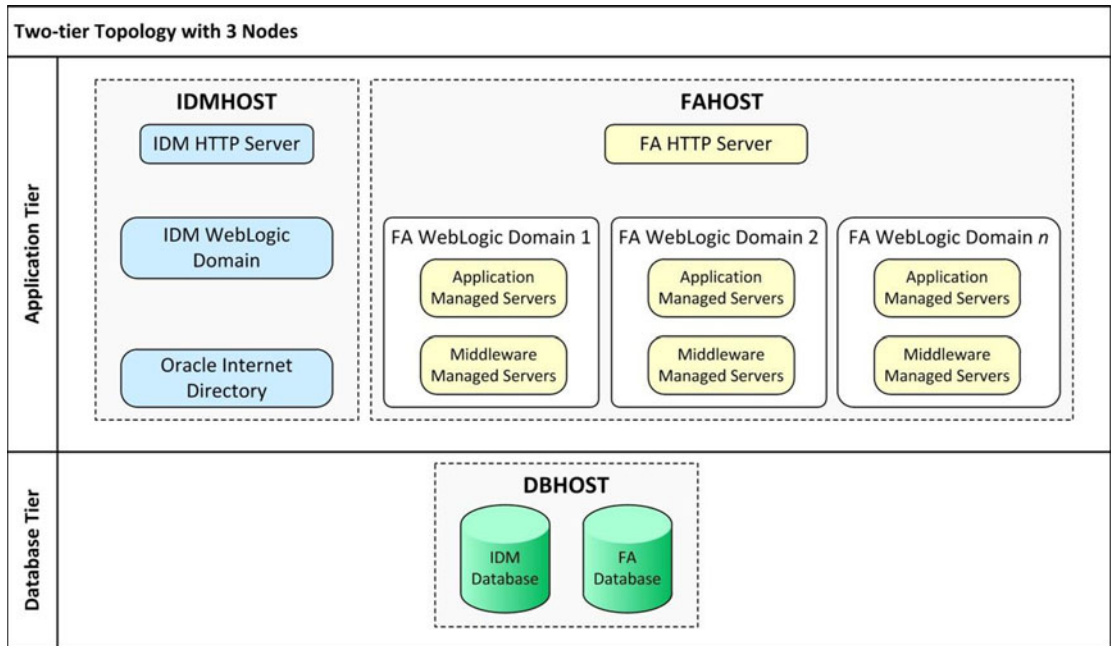 Two-tier Topology with 3 Nodes
Application Tier
IDMHOST
IDM HTTP Server
IDM WebLogic
Domain
Oracle Internet
Directory
FAHOST
FA HTTP Server
FA WebLogic Domain 1
Application
Managed Servers
Middleware
Managed Servers
FA WebLogic Domain 2
Application
Managed Servers
Middleware
Managed Servers
FA WebLogic Domain n
Application
Managed Servers
Middleware
Managed Servers
Database Tier
DBHOST
IDM
Database
FA
Database